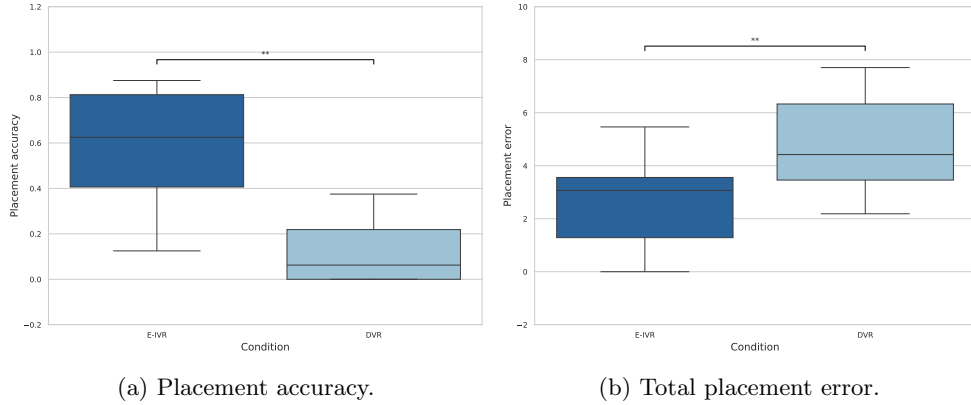 1.2
1.0
0.8
0.6
0.4
0.2
0.0
−0.2
Placement accuracy
**
E-IVR
DVR
Condition
10
8
6
4
2
0
−2
Placement error
**
E-IVR
DVR
Condition
(a) Placement accuracy.
(b) Total placement error.